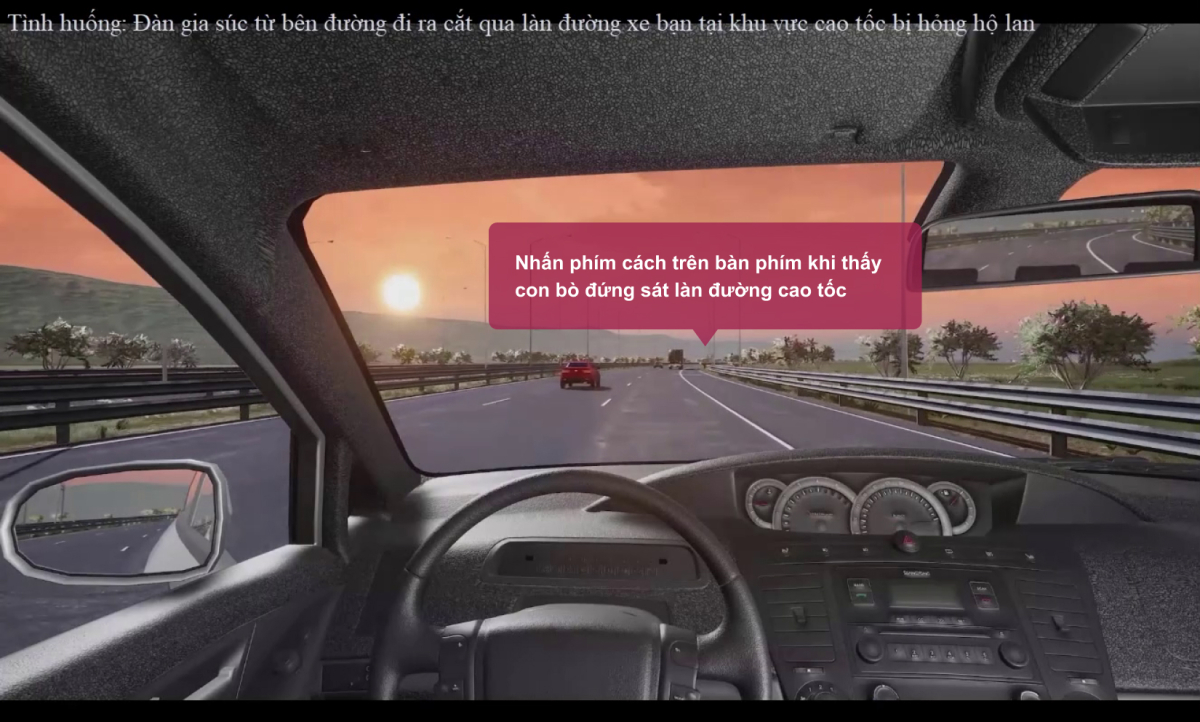 Tình huống: Đàn gia súc từ bên đường đi ra cắt qua làn đường xe bạn tại khu vực cao tốc bị hỏng hộ lan
Nhấn phím cách trên bàn phím khi thấy
con bò đứng sát làn đường cao tốc